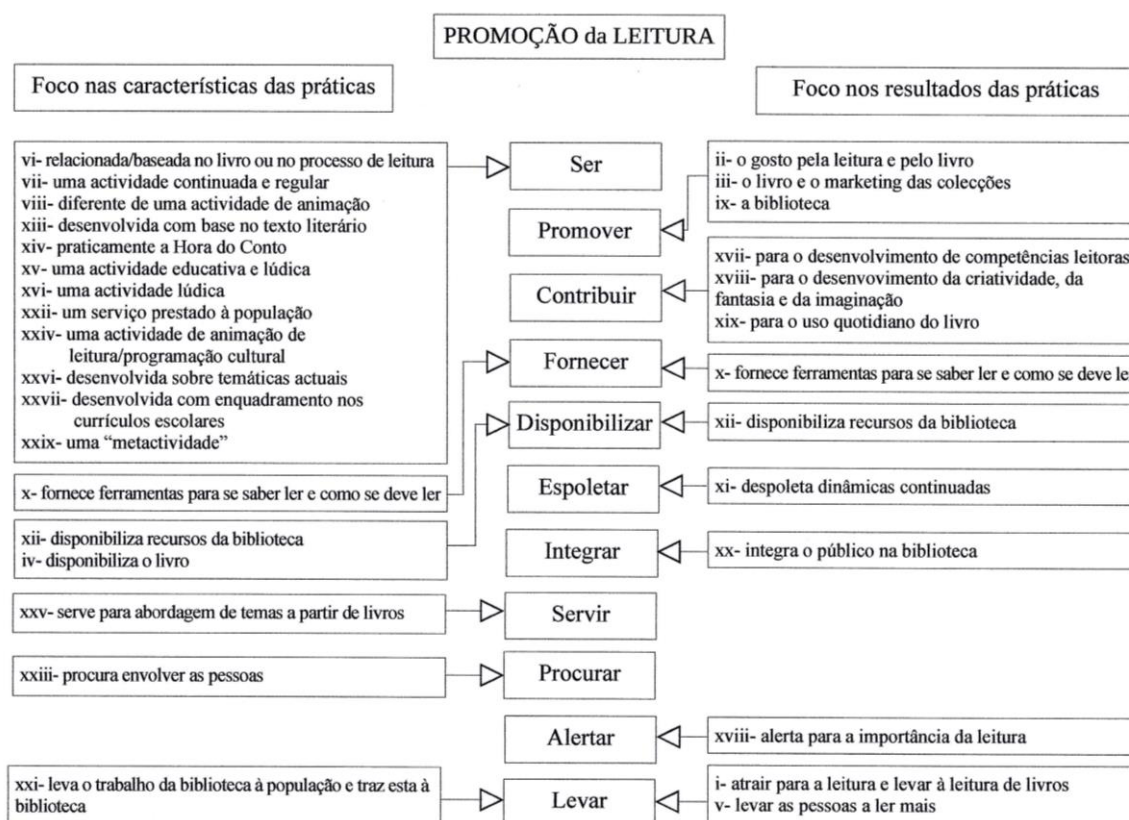 PROMOÇÃO da LEITURA
Foco nas características das práticas
vi- relacionada/baseada no livro ou no processo de leitura
vii- uma actividade continuada e regular
viii- diferente de uma actividade de animação
xiii- desenvolvida com base no texto literário
xiv- praticamente a Hora do Conto
xv- uma actividade educativa e lúdica
xvi- uma actividade lúdica
xxii- um serviço prestado à população
xxiv- uma actividade de animação de
leitura/programação cultural
xxvi- desenvolvida sobre temáticas actuais
xxvii- desenvolvida com enquadramento nos
currículos escolares
xxix- uma “metactividade”
x- fornece ferramentas para se saber ler e como se deve ler
xii- disponibiliza recursos da biblioteca
iv- disponibiliza o livro
xxv- serve para abordagem de temas a partir de livros
xxiii- procura envolver as pessoas
xxi- leva o trabalho da biblioteca à população e traz esta à
biblioteca
Ser
Promover
Contribuir
Fornecer
Disponibilizar
Espoletar
Integrar
Servir
Procurar
Alertar
Levar
Foco nos resultados das práticas
ii- o gosto pela leitura e pelo livro
iii- o livro e o marketing das colecções
ix- a biblioteca
xvii- para o desenvolvimento de competências leitoras
xviii- para o desenvovimento da criatividade, da
fantasia e da imaginação
xix- para o uso quotidiano do livro
x- fornece ferramentas para se saber ler e como se deve ler
xii- disponibiliza recursos da biblioteca
xi- despoleta dinâmicas continuadas
xx- integra o público na biblioteca
xviii- alerta para a importância da leitura
i- atrair para a leitura e levar à leitura de livros
v- levar as pessoas a ler mais